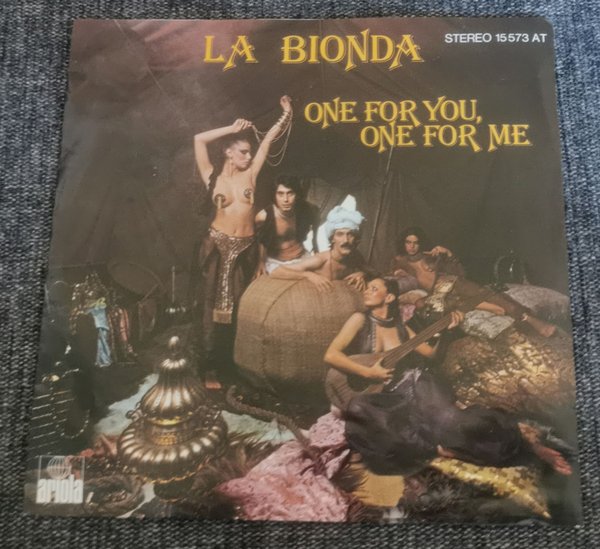 LA BIONDA
STEREO 15 573 AT
ONE FOR YOU,
ONE FOR ME
ariola